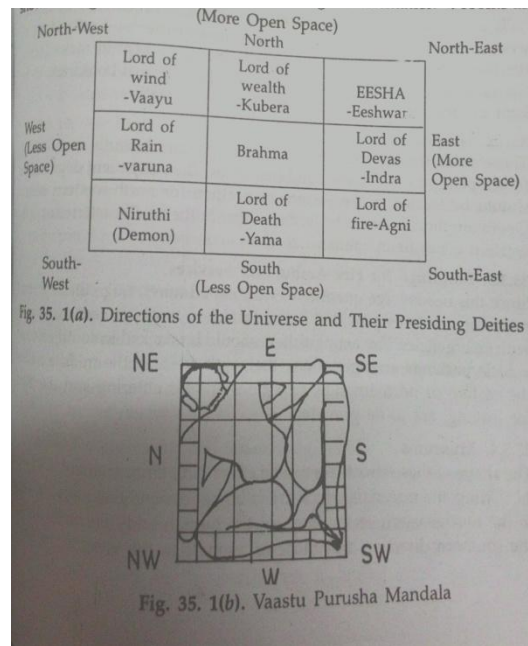 (More Open Space)
North-West North North-East
Lord of wind -Vaayu
Lord of wealth -Kubera
EESHA -Eeshwar
West (Less Open Space)
Lord of Rain -varuna
Brahma
Lord of Devas -Indra
East (More Open Space)
Niruthi (Demon)
Lord of Death -Yama
Lord of fire-Agni
South-West
South (Less Open Space)
South-East
Fig. 35. 1(a). Directions of the Universe and Their Presiding Deities
NE E SE
N S
NW W SW
Fig. 35. 1(b). Vaastu Purusha Mandala